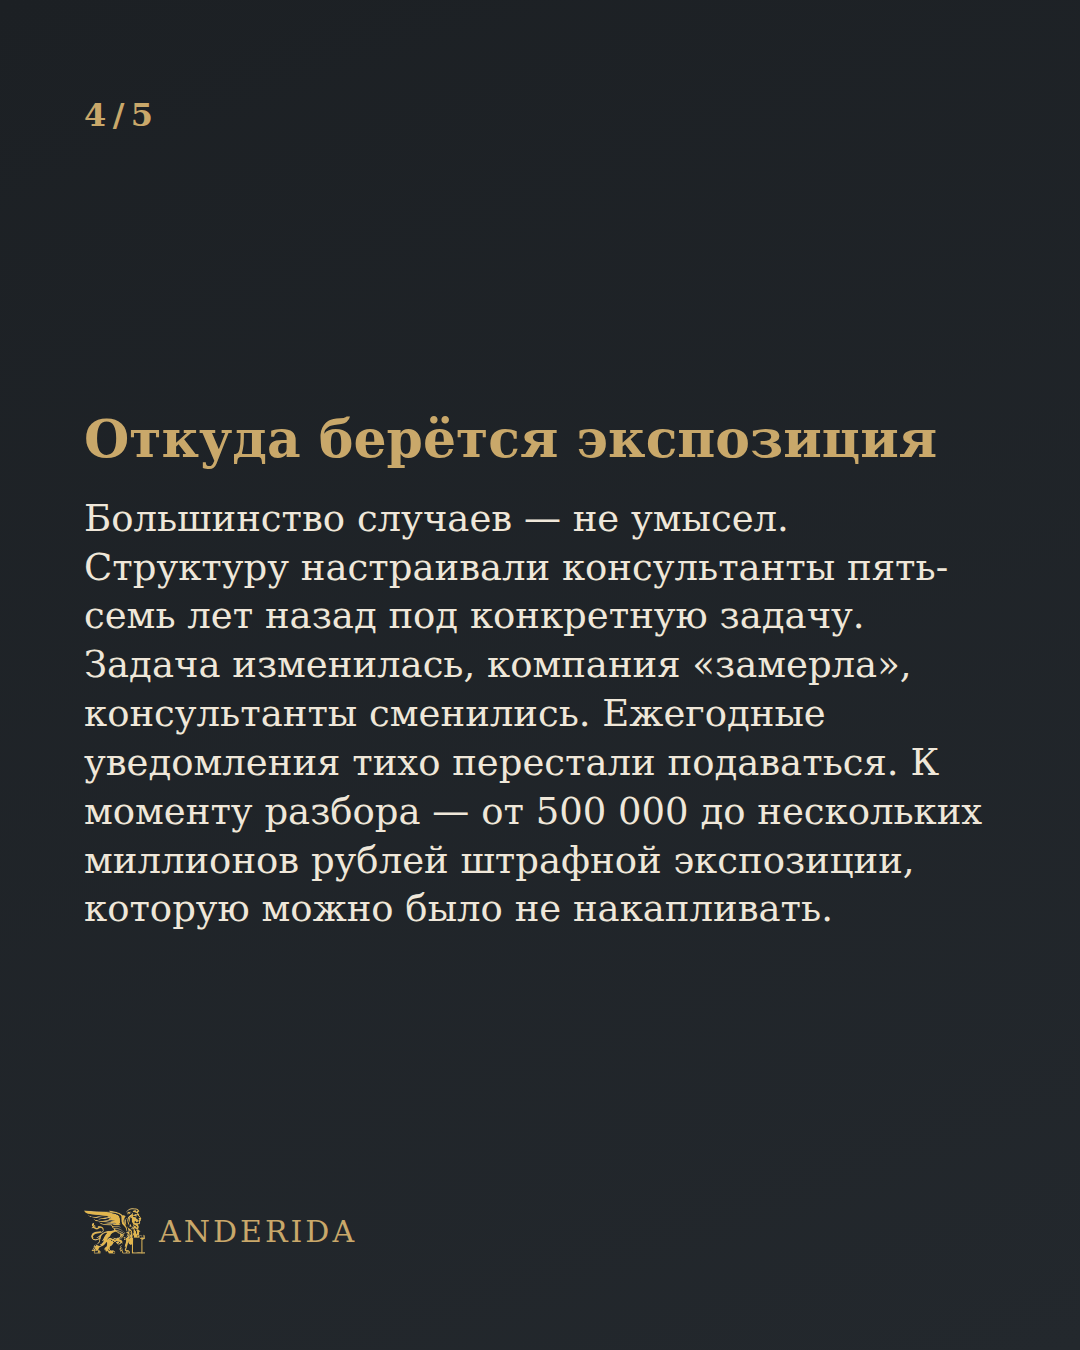 4/5
Откуда берётся экспозиция
Большинство случаев — не умысел.
Структуру настраивали консультанты пять-
семь лет назад под конкретную задачу.
Задача изменилась, компания «замерла»,
консультанты сменились. Ежегодные
уведомления тихо перестали подаваться. К
моменту разбора — от 500 000 до нескольких
миллионов рублей штрафной экспозиции,
которую можно было не накапливать.
ANDERIDA